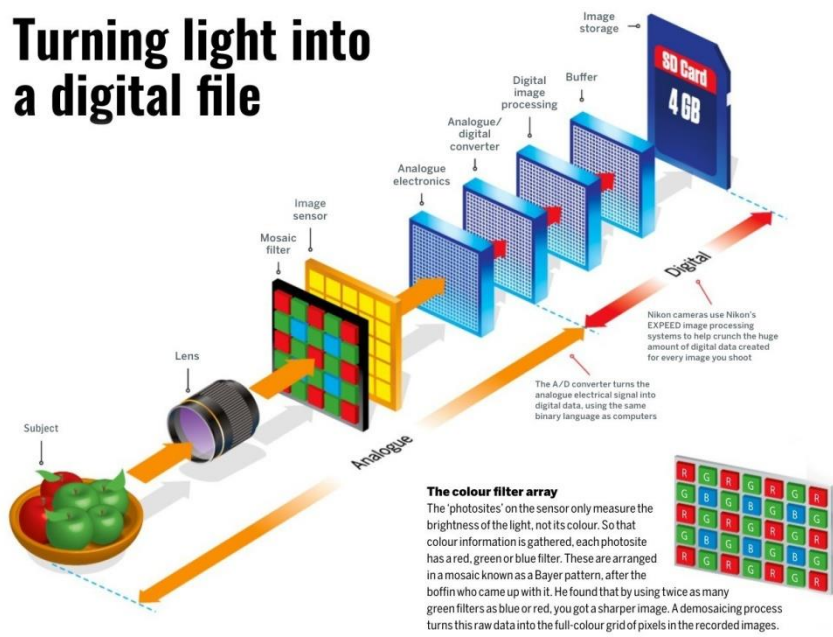 Turning light into
a digital file
Image
storage
SD Card
4 GB
Buffer
Digital
image
processing
Analogue/
digital
converter
Analogue
electronics
Image
sensor
Mosaic
filter
Lens
Subject
Analogue
Digital
Nikon cameras use Nikon's
EXPEED image processing
systems to help crunch the huge
amount of digital data created
for every image you shoot
The A/D converter turns the
analogue electrical signal into
digital data, using the same
binary language as computers
The colour filter array
The 'photosites' on the sensor only measure the
brightness of the light, not its colour. So that
colour information is gathered, each photosite
has a red, green or blue filter. These are arranged
in a mosaic known as a Bayer pattern, after the
boffin who came up with it. He found that by using twice as many
green filters as blue or red, you got a sharper image. A demosaicing process
turns this raw data into the full-colour grid of pixels in the recorded images.
R G R G R G R
G B G B G B G
R G R G R G R
G B G B G B G
R G R G R G R